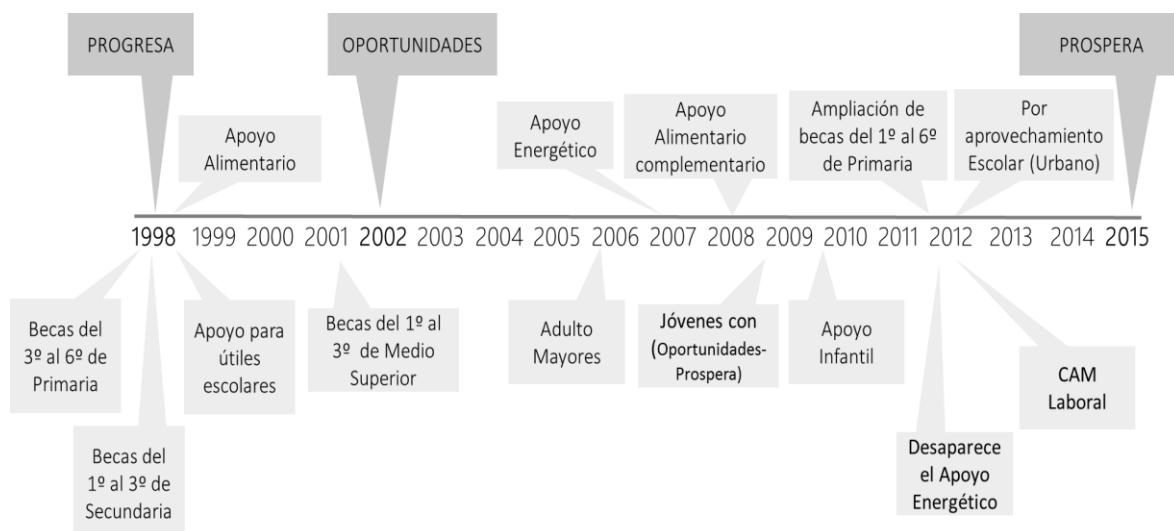 PROGRESA
OPORTUNIDADES
PROSPERA
Apoyo
Alimentario
Apoyo
Energético
Apoyo
Alimentario
complementario
Ampliación de
becas del 1º al 6º
de Primaria
Por
aprovechamiento
Escolar (Urbano)
1998 1999 2000 2001 2002 2003 2004 2005 2006 2007 2008 2009 2010 2011 2012 2013 2014 2015
Becas del
3º al 6º de
Primaria
Apoyo para
útiles
escolares
Becas del 1º al
3º de Medio
Superior
Adulto
Mayores
Jóvenes con
(Oportunidades-
Prospera)
Apoyo
Infantil
CAM
Laboral
Becas del
1º al 3º de
Secundaria
Desaparece
el Apoyo
Energético